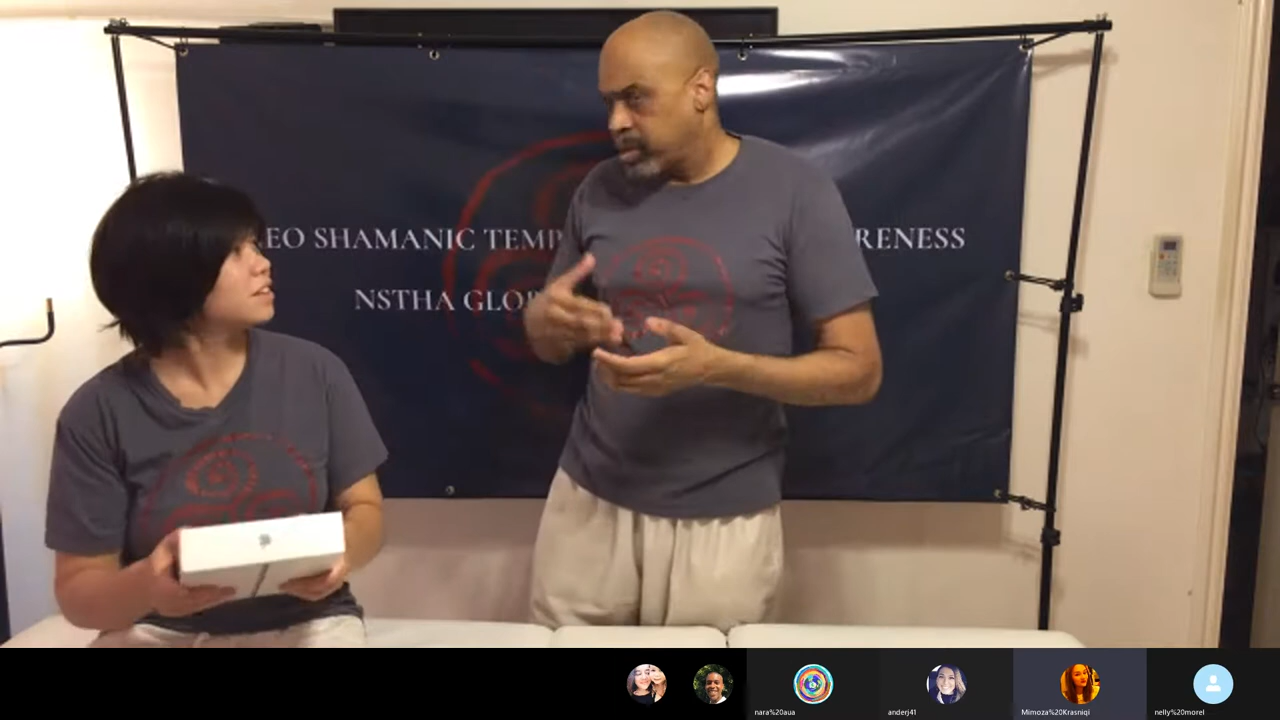 EO SHAMANIC TEMP RENESS
NSTHA GLO
nara%20aua
anderj41
Mimoza%20Krasniqi
nelly%20morel